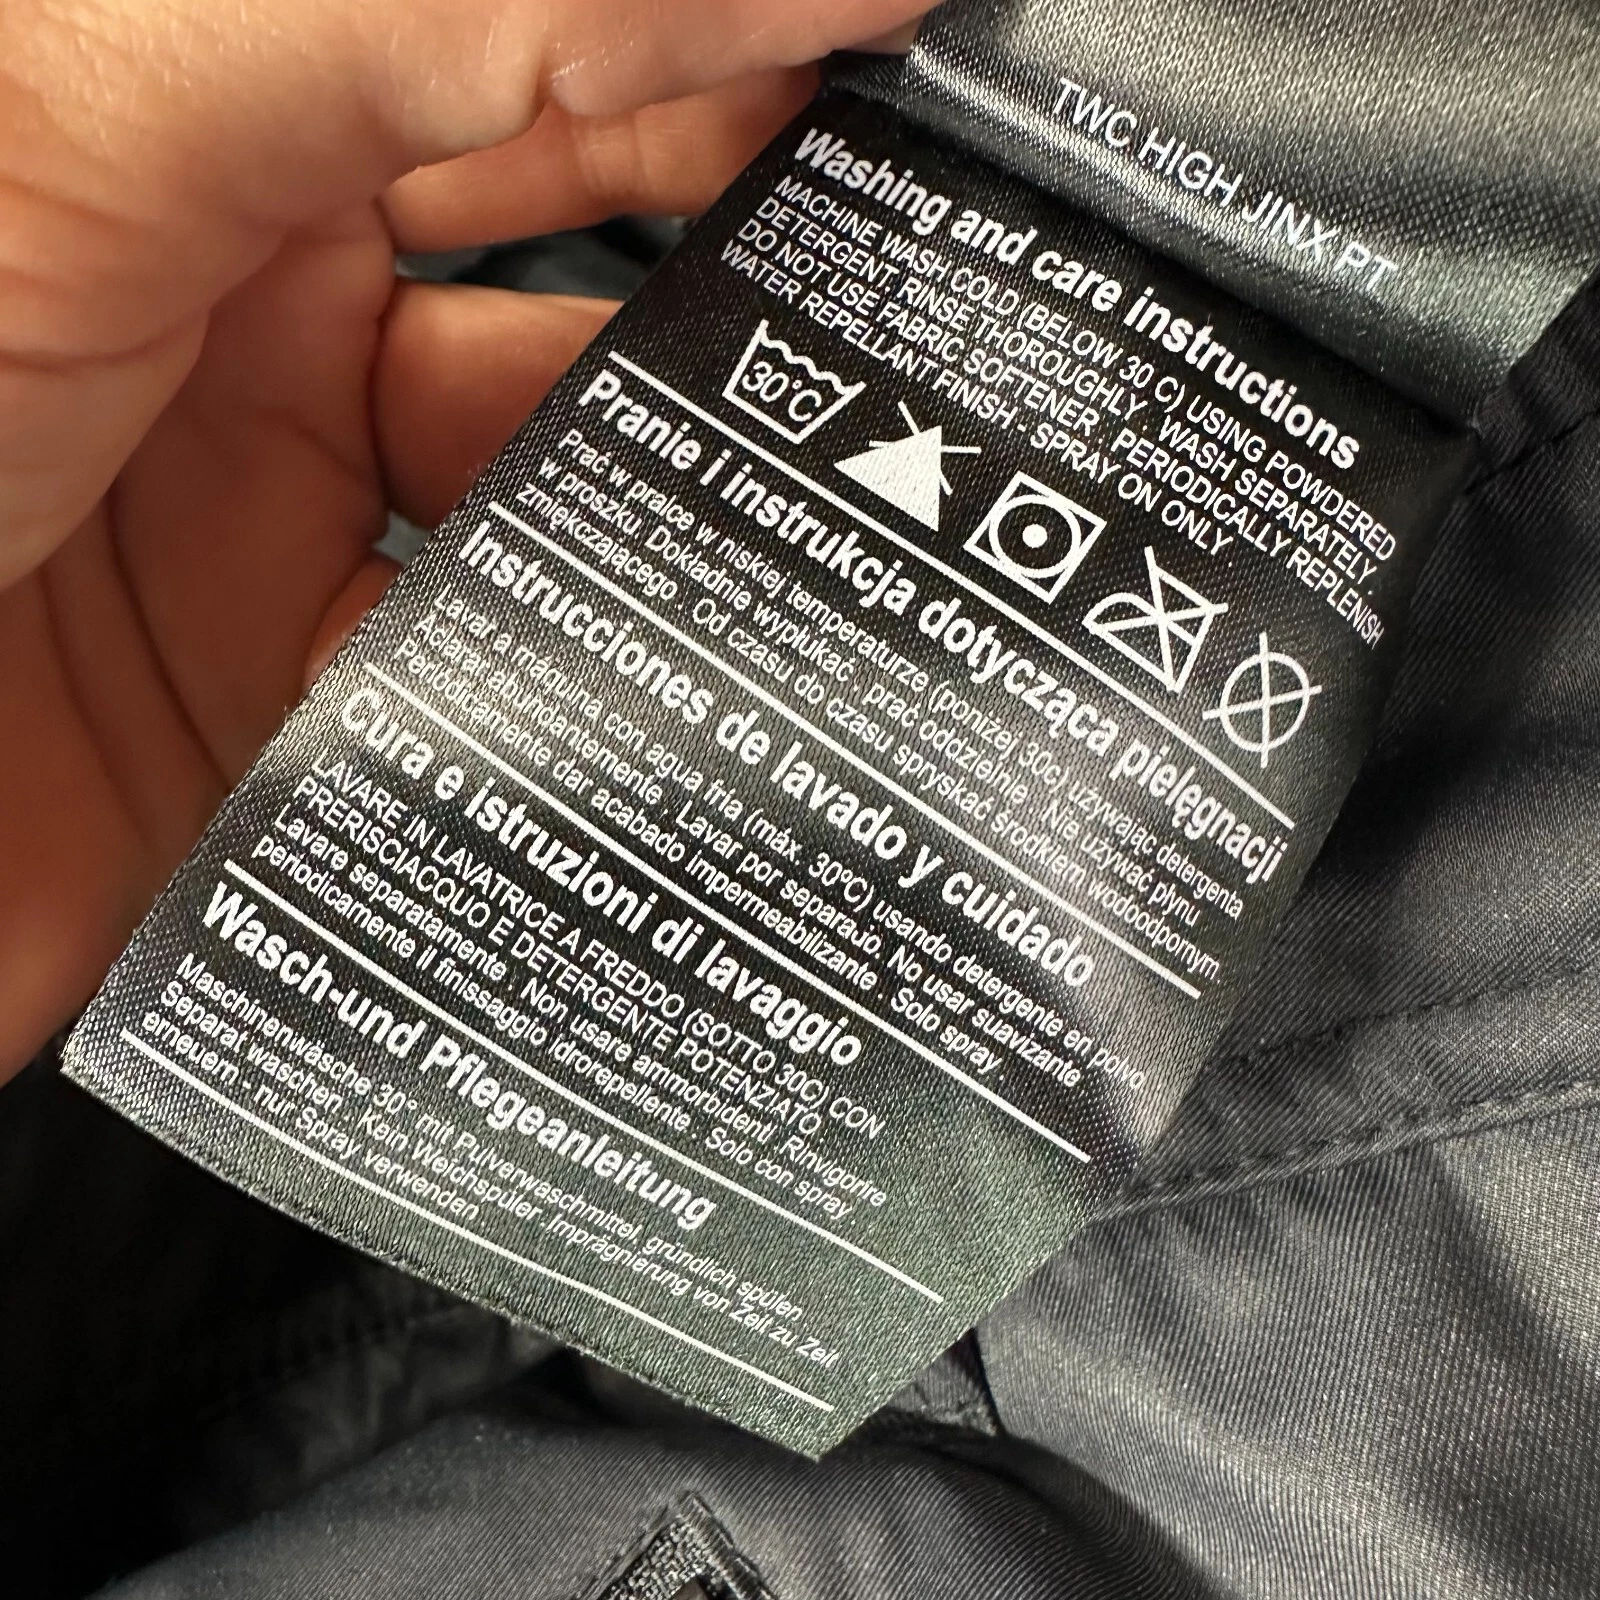 TWC HIGH JINX PT
Washing and care instructions
MACHINE WASH COLD (BELOW 30 C) USING POWDERED
DETERGENT. RINSE THOROUGHLY . WASH SEPARATELY .
DO NOT USE FABRIC SOFTENER . PERIODICALLY REPLENISH
WATER REPELLANT FINISH - SPRAY ON ONLY
30°C
Pranie i instrukcja dotycząca pielęgnacji
Prać w pralce w niskiej temperaturze (poniżej 30c) używając detergenta
w proszku. Dokładnie wypłukać . prać oddzielnie . Nie używać płynu
zmiękczającego . Od czasu do czasu spryskać środkiem wodoodpornym.
Instrucciones de lavado y cuidado
Lavar a máquina con agua fria (máx. 30ºC) usando detergente en polvo
Aclarar abundantemente . Lavar por separado. No usar suavizante
Periódicamente dar acabado impermeabilizante . Solo spray .
Cura e istruzioni di lavaggio
LAVARE IN LAVATRICE A FREDDO (SOTTO 30C) CON
PRERISCIACQUO E DETERGENTE POTENZIATO .
Lavare separatamente . Non usare ammorbidenti .Rinvigorire
periodicamente il finissaggio idrorepellente . Solo con spray .
Wasch-und Pflegeanleitung
Maschinenwäsche 30° mit Pulverwaschmittel, gründlich spülen .
Separat waschen . Kein Weichspüler .Imprägnierung von Zeit zu Zeit
erneuern - nur Spray verwenden .